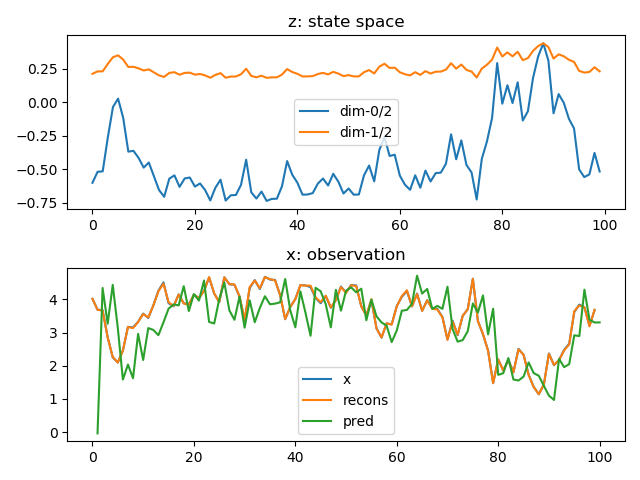 z: state space
0.25
0.00
−0.25
−0.50
−0.75
dim-0/2
dim-1/2
0 20 40 60 80 100
x: observation
4
3
2
1
0
x
recons
pred
0 20 40 60 80 100